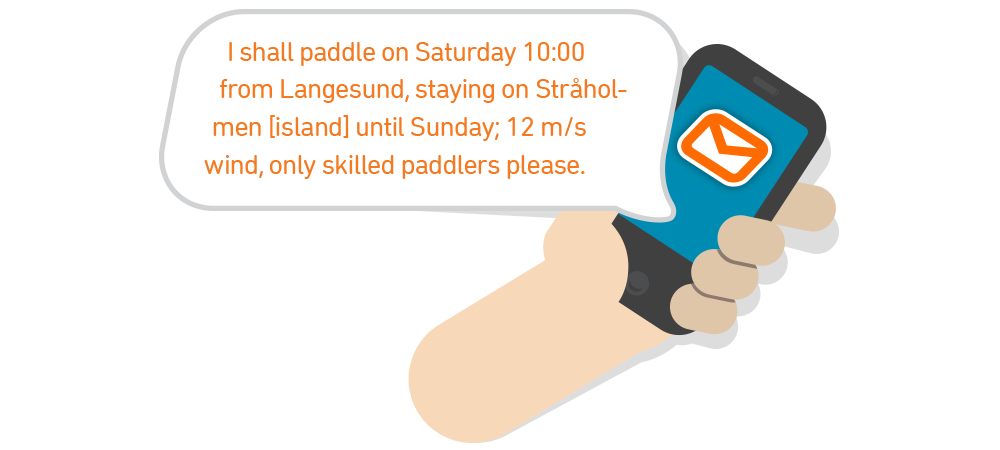 I shall paddle on Saturday 10:00
from Langesund, staying on Stråhol-
men [island] until Sunday; 12 m/s
wind, only skilled paddlers please.